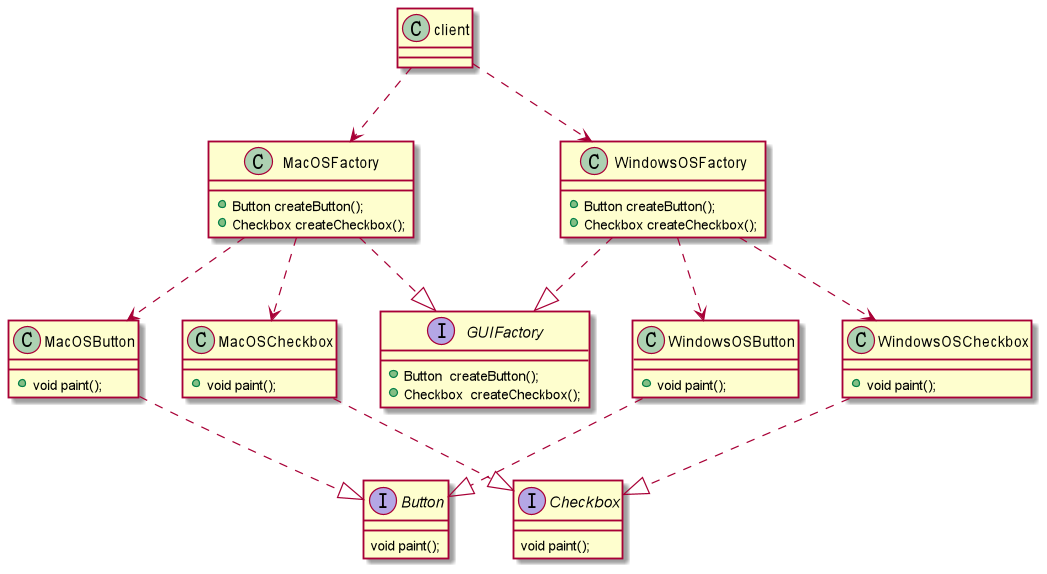 C client
C MacOSFactory
Button createButton();
Checkbox createCheckbox();
C WindowsOSFactory
Button createButton();
Checkbox createCheckbox();
C MacOSButton
void paint();
C MacOSCheckbox
void paint();
I GUIFactory
Button  createButton();
Checkbox  createCheckbox();
C WindowsOSButton
void paint();
C WindowsOSCheckbox
void paint();
I Button
void paint();
I Checkbox
void paint();